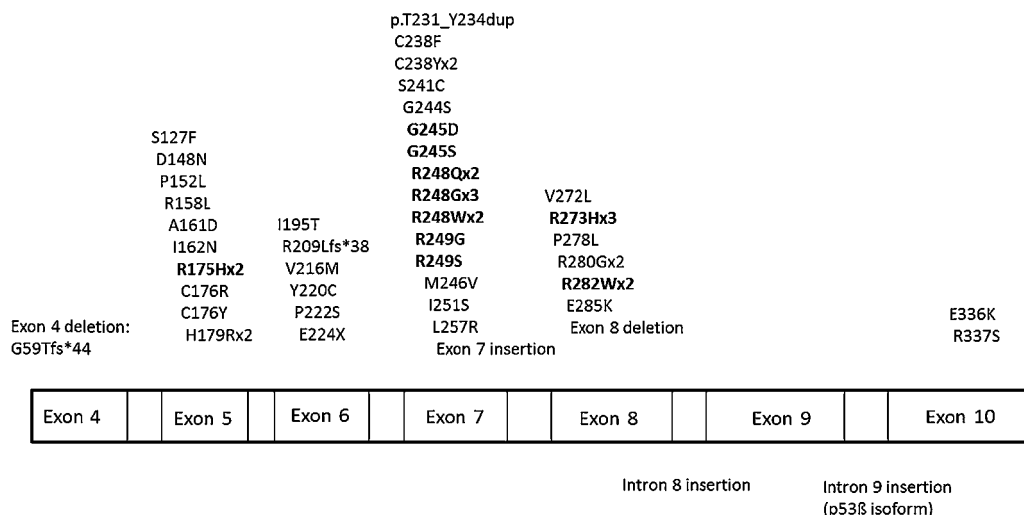 p.T231_Y234dup
C238F
C238Yx2
S241C
G244S
G245D
G245S
R248Qx2
R248Gx3
R248Wx2
R249G
R249S
M246V
I251S
L257R
Exon 7 insertion
S127F
D148N
P152L
R158L
A161D
I162N
R175Hx2
C176R
C176Y
H179Rx2
I195T
R209Lfs*38
V216M
Y220C
P222S
E224X
V272L
R273Hx3
P278L
R280Gx2
R282Wx2
E285K
Exon 8 deletion
Exon 4 deletion:
G59Tfs*44
E336K
R337S
Exon 4 Exon 5 Exon 6 Exon 7 Exon 8 Exon 9 Exon 10
Intron 8 insertion
Intron 9 insertion
(p53ß isoform)